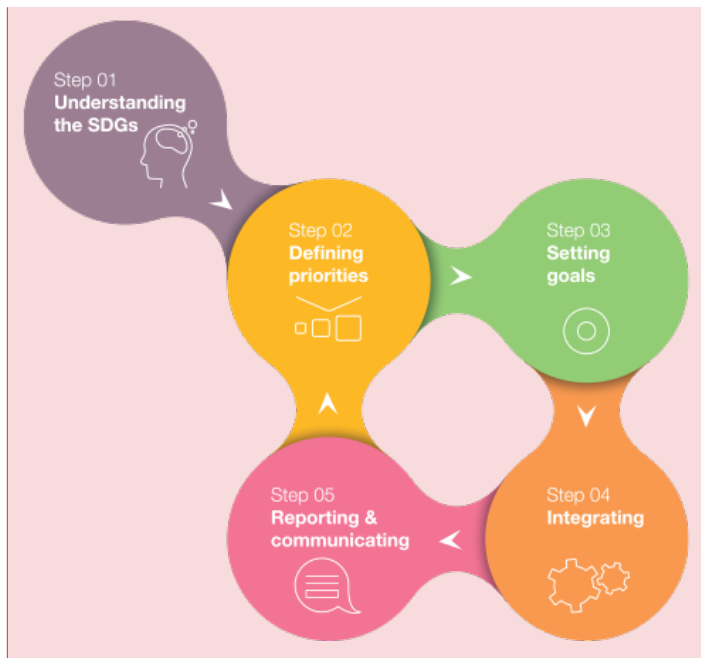 Step 01
Understanding
the SDGs
Step 02
Defining
priorities
Step 03
Setting
goals
Step 04
Integrating
Step 05
Reporting &
communicating